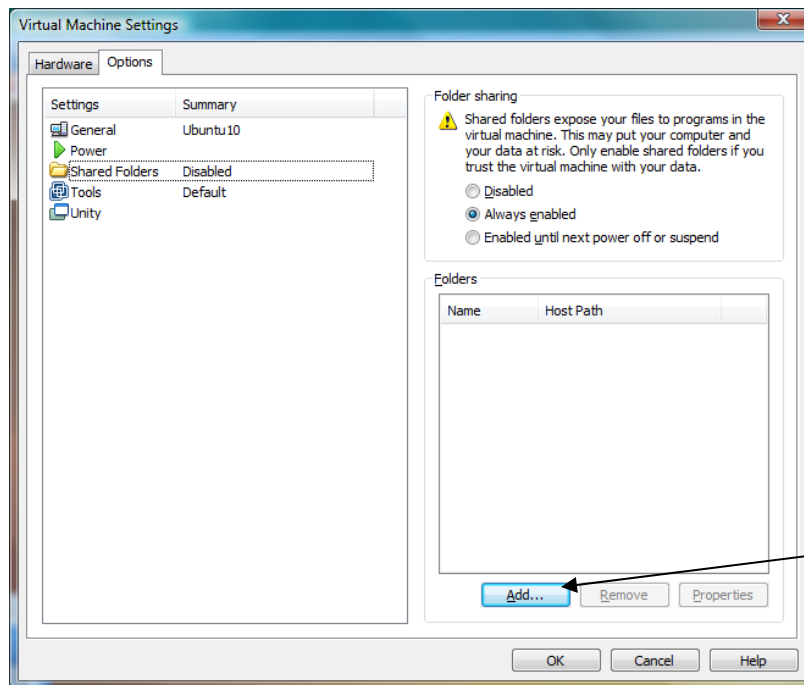 Virtual Machine Settings
Hardware Options
Settings Summary
General Ubuntu10
Power
Shared Folders Disabled
Tools Default
Unity
Folder sharing
Shared folders expose your files to programs in the
virtual machine. This may put your computer and
your data at risk. Only enable shared folders if you
trust the virtual machine with your data.
Disabled
Always enabled
Enabled until next power off or suspend
Folders
Name Host Path
Add... Remove Properties
OK Cancel Help